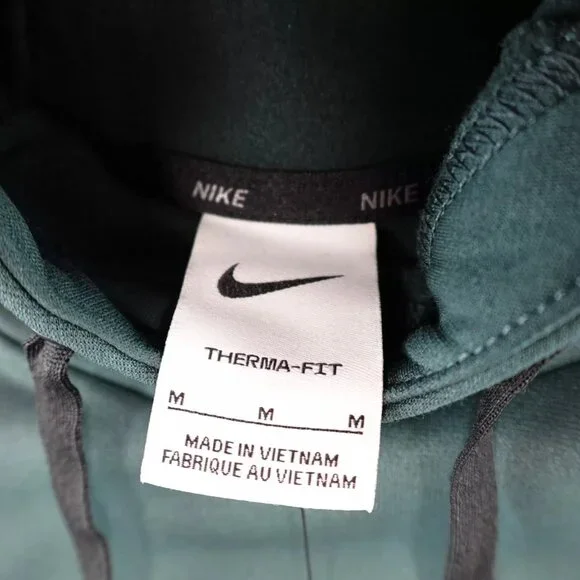 NIKE NIKE
THERMA-FIT
M M M
MADE IN VIETNAM
FABRIQUE AU VIETNAM